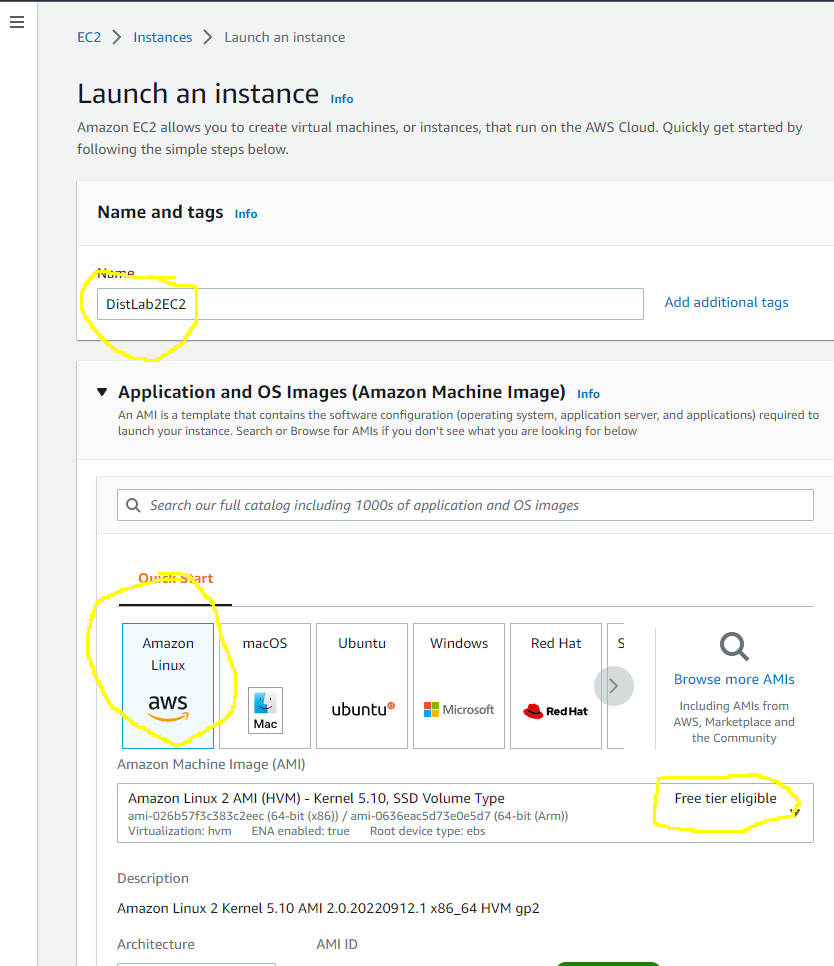 EC2 > Instances > Launch an instance
Launch an instance Info
Amazon EC2 allows you to create virtual machines, or instances, that run on the AWS Cloud. Quickly get started by
following the simple steps below.
Name and tags Info
Name
DistLab2EC2
Add additional tags
Application and OS Images (Amazon Machine Image) Info
An AMI is a template that contains the software configuration (operating system, application server, and applications) required to
launch your instance. Search or Browse for AMIs if you don't see what you are looking for below
Search our full catalog including 1000s of application and OS images
Quick Start
Amazon
Linux
aws
macOS
Mac
Ubuntu
ubuntu
Windows
Microsoft
Red Hat
RedHat
S
Browse more AMIs
Including AMIs from
AWS, Marketplace and
the Community
Amazon Machine Image (AMI)
Amazon Linux 2 AMI (HVM) - Kernel 5.10, SSD Volume Type
Free tier eligible
ami-026b57f3c383c2eec (64-bit (x86)) / ami-0636eac5d73e0e5d7 (64-bit (Arm))
Virtualization: hvm ENA enabled: true Root device type: ebs
Description
Amazon Linux 2 Kernel 5.10 AMI 2.0.20220912.1 x86_64 HVM gp2
Architecture
AMI ID